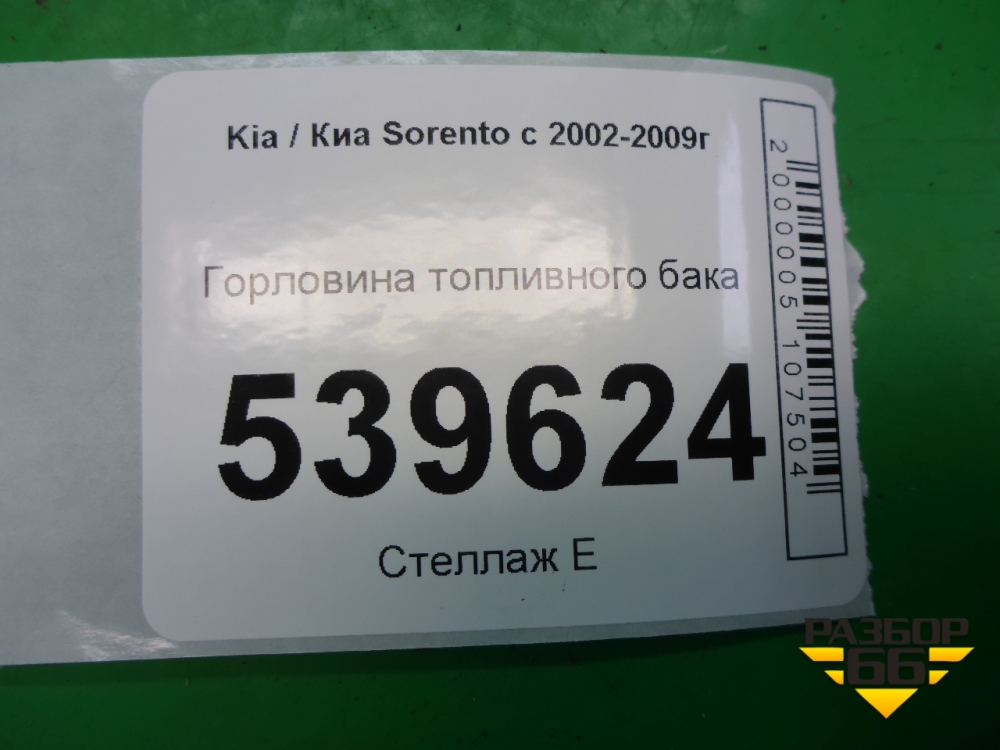 Kia / Киа Sorento с 2002-2009г
Горловина топливного бака
539624
Стеллаж Е
2000005107504
РАЗБОР
66